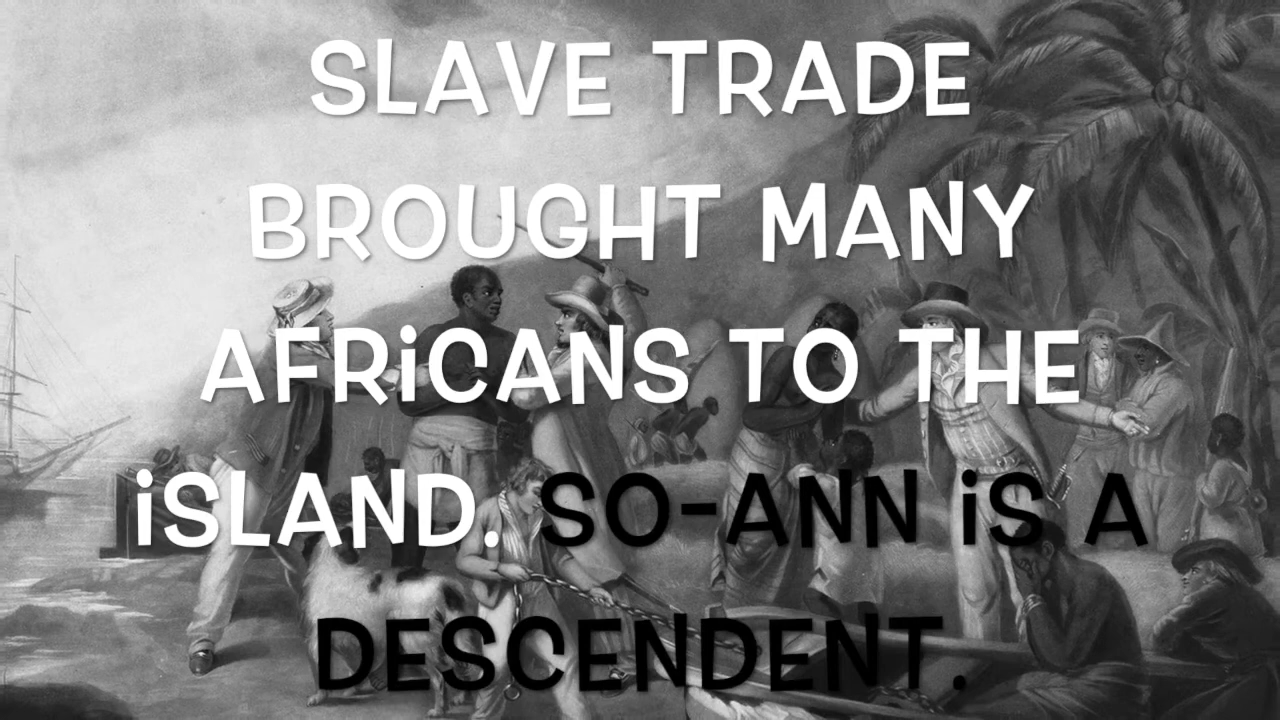 SLAVE TRADE
BROUGHT MANY
AFRiCANS TO THE
iSLAND. SO-ANN iS A
DESCENDENT.